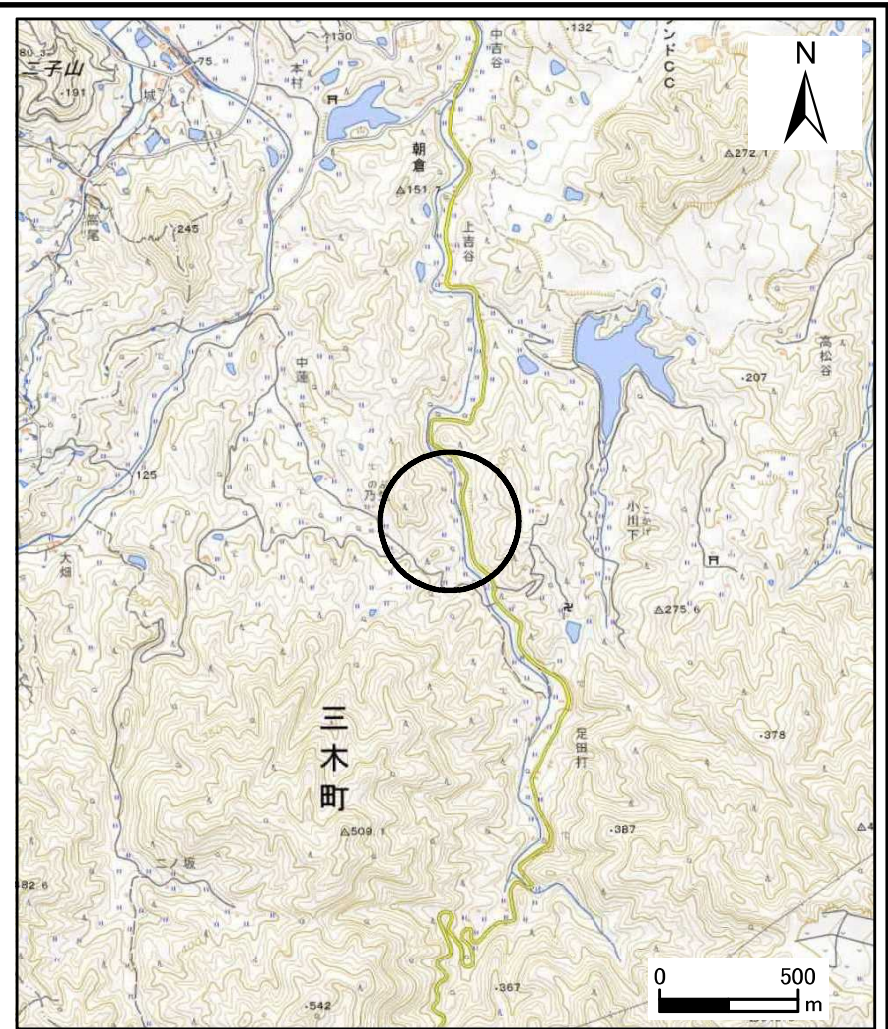 中吉谷
・132
ンドCC
130
二子山
・191
75
城
本村
N
朝倉
△151.7
△272.1
上吉谷
高尾
・245
中蓮
高松谷
・207
・125
大畑
小川下
△275.6
三木町
足田打
・378
△509.1
・387
二ノ坂
・367
・542
0
500
m